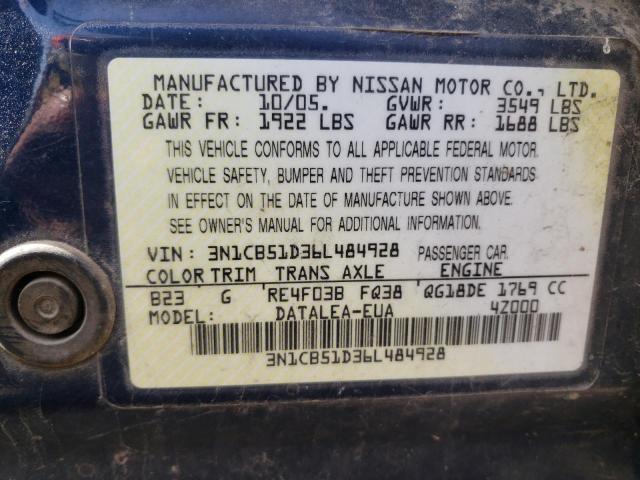 MANUFACTURED BY NISSAN MOTOR CO., LTD.
DATE: 10/05. GVWR: 3549 LBS
GAWR FR: 1922 LBS GAWR RR: 1688 LBS
THIS VEHICLE CONFORMS TO ALL APPLICABLE FEDERAL MOTOR
VEHICLE SAFETY, BUMPER AND THEFT PREVENTION STANDARDS
IN EFFECT ON THE DATE OF MANUFACTURE SHOWN ABOVE.
SEE OWNER'S MANUAL FOR ADDITIONAL INFORMATION.
VIN: 3N1CB51D36L484928 PASSENGER CAR
COLOR TRIM TRANS AXLE ENGINE
B23 G RE4F03B FQ38 QG18DE 1769 CC
MODEL: DATALEA-EUA 4Z000
3N1CB51D36L484928